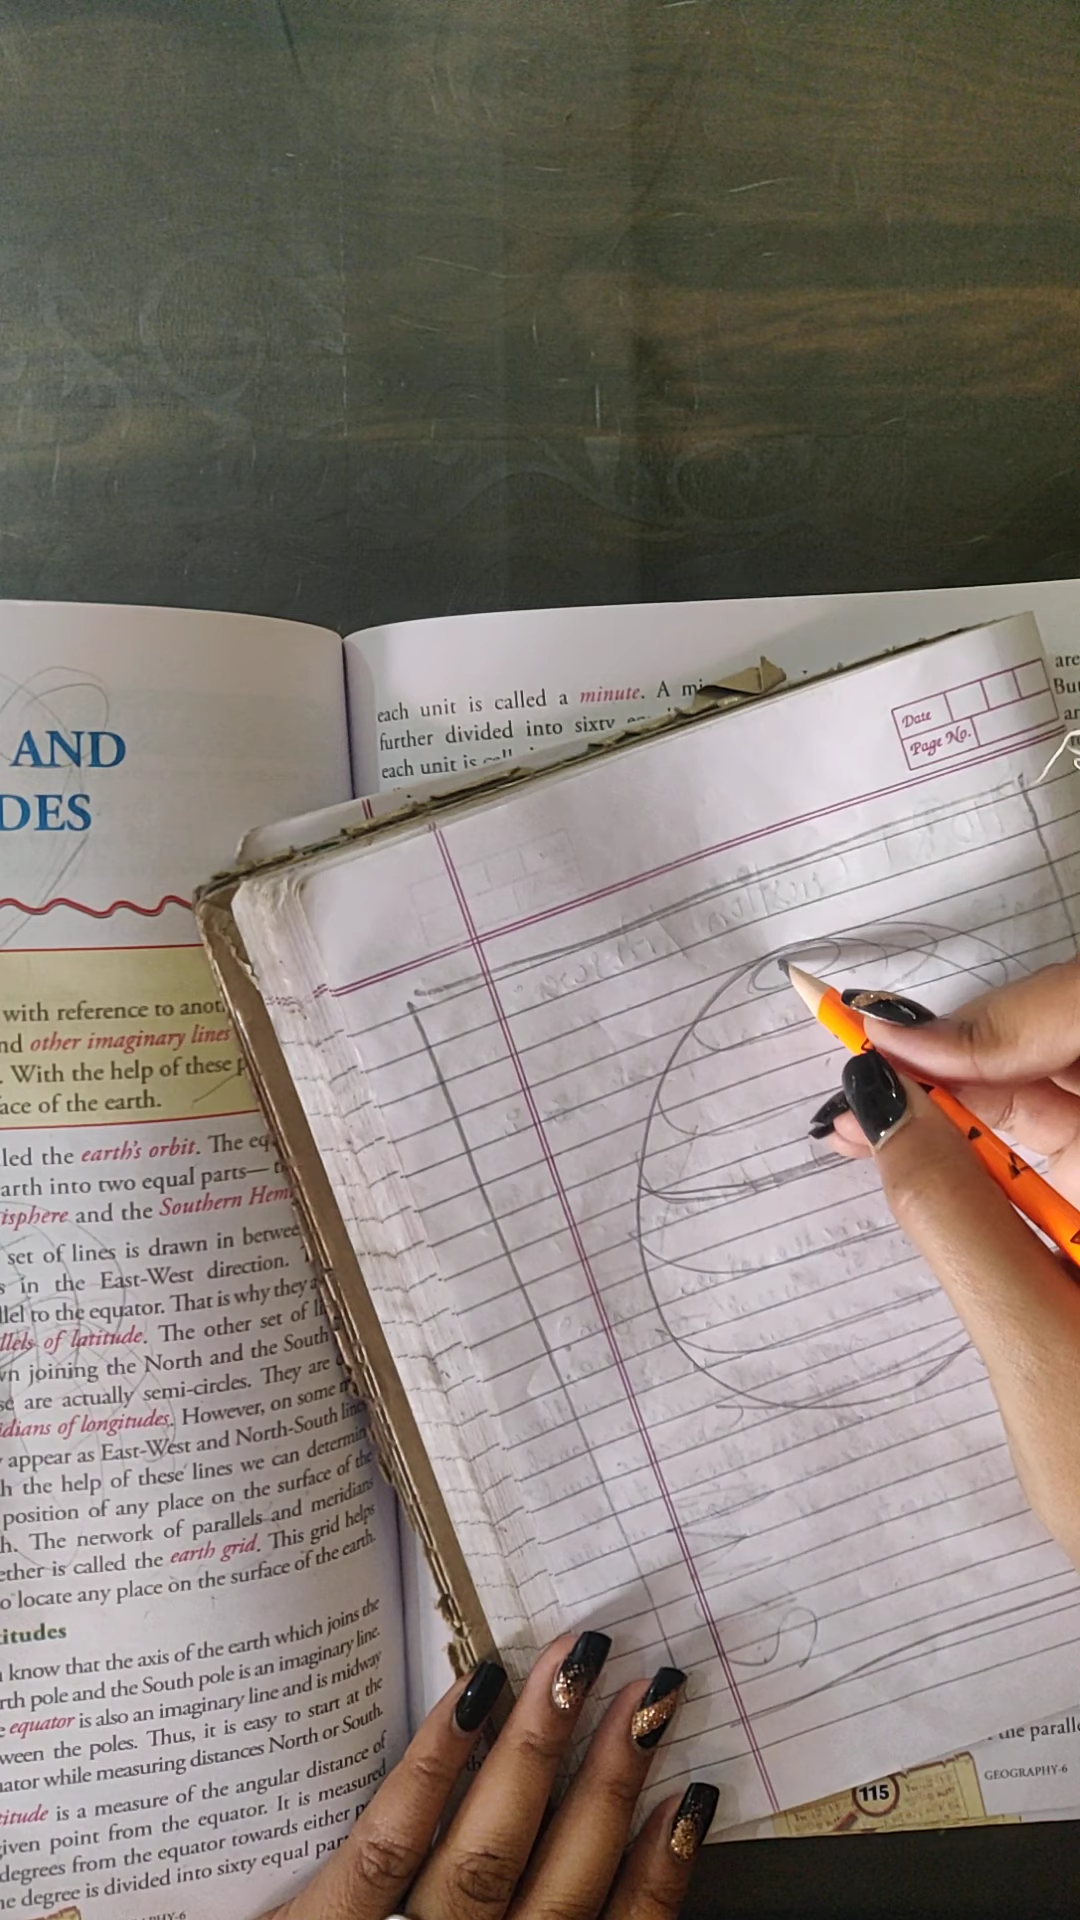 AND
DES
with reference to anot
nd other imaginary lines
. With the help of these p
ace of the earth.
led the earth's orbit. The eq
arth into two equal parts— t
isphere and the Southern Hem
set of lines is drawn in betwee
s in the East-West direction.
llel to the equator. That is why they a
llels of latitude. The other set of li
wn joining the North and the South
se are actually semi-circles. They are
idians of longitudes. However, on some m
appear as East-West and North-South line
h the help of these lines we can determin
position of any place on the surface of the
h. The network of parallels and meridians
ether is called the earth grid. This grid helps
o locate any place on the surface of the earth.
itudes
know that the axis of the earth which joins the
rth pole and the South pole is an imaginary line.
e equator is also an imaginary line and is midway
ween the poles. Thus, it is easy to start at the
uator while measuring distances North or South.
titude is a measure of the angular distance of
given point from the equator. It is measured
degrees from the equator towards either p
ne degree is divided into sixty equal par
PHY-6
each unit is called a minute. A mi
further divided into sixty
each unit is
are
But
ar
Date
Page No.
the paralle
115
GEOGRAPHY-6